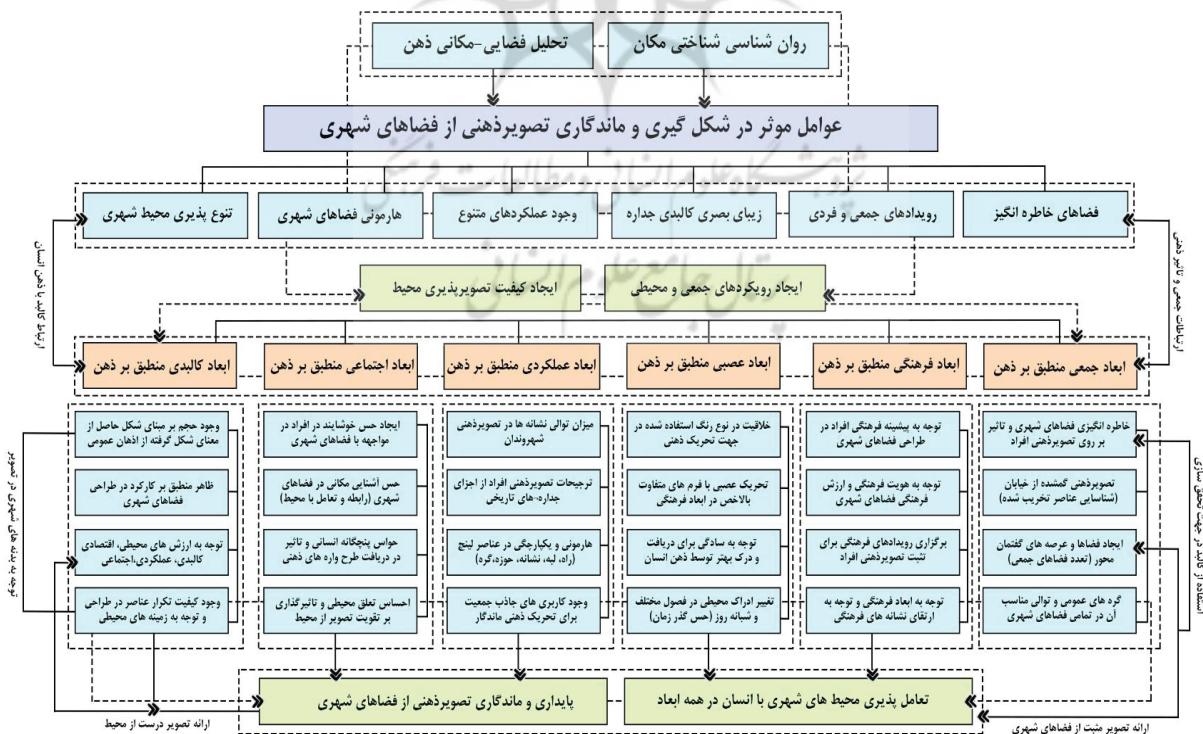 روان شناسی شناختی مکان
تحلیل فضایی-مکانی ذهن
عوامل موثر در شکل گیری و ماندگاری تصویرذهنی از فضاهای شهری
پژوهشگاه علوم انسانی و مطالعات فرهنگی
فضاهای خاطره انگیز
رویدادهای جمعی و فردی
زیبای بصری کالبدی جداره
وجود عملکردهای متنوع
هارمونی فضاهای شهری
تنوع پذیری محیط شهری
پرتال جامع علوم انسانی
ارتباطات جمعی و تاثیر ذهنی
ارتباط کالبد با ذهن انسان
ایجاد رویکردهای جمعی و محیطی
ایجاد کیفیت تصویرپذیری محیط
ابعاد جمعی منطبق بر ذهن
ابعاد فرهنگی منطبق بر ذهن
ابعاد عصبی منطبق بر ذهن
ابعاد عملکردی منطبق بر ذهن
ابعاد اجتماعی منطبق بر ذهن
ابعاد کالبدی منطبق بر ذهن
خاطره انگیزی فضاهای شهری و تاثیر
بر روی تصویرذهنی افراد
تصویرذهنی گمشده از خیابان
(شناسایی عناصر تخریب شده)
ایجاد فضاها و عرصه های گفتمان
محور (تعدد فضاهای جمعی)
گره های عمومی و توالی مناسب
آن در تمامی فضاهای شهری
توجه به پیشینه فرهنگی افراد در
طراحی فضاهای شهری
توجه به هویت فرهنگی و ارزش
فرهنگی فضاهای شهری
برگزاری رویدادهای فرهنگی برای
تثبت تصویرذهنی افراد
توجه به ابعاد فرهنگی و توجه به
ارتقای نشانه های فرهنگی
خلاقیت در نوع رنگ استفاده شده در
جهت تحریک ذهنی
تحریک عصبی با فرم های متفاوت
بالاخص در ابعاد فرهنگی
توجه به سادگی برای دریافت
و درک بهتر توسط ذهن انسان
تغییر ادراک محیطی در فصول مختلف
و شبانه روز (حس گذر زمان)
میزان توالی نشانه ها در تصویرذهنی
شهروندان
ترجیحات تصویرذهنی افراد از اجزای
جداره-های تاریخی
هارمونی و یکپارچگی در عناصر لینچ
(راه، لبه، نشانه، حوزه،گره)
وجود کاربری های جاذب جمعیت
برای تحریک ذهنی ماندگار
ایجاد حس خوشایند در افراد در
مواجهه با فضاهای شهری
حس آشنایی مکانی در فضاهای
شهری (رابطه و تعامل با محیط)
حواس پنچگانه انسانی و تاثیر
در دریافت طرح واره های ذهنی
احساس تعلق محیطی و تاثیرگذاری
بر تقویت تصویر از محیط
وجود حجم بر مبنای شکل حاصل از
معنای شکل گرفته از اذهان عمومی
ظاهر منطبق بر کارکرد در طراحی
فضاهای شهری
توجه به ارزش های محیطی، اقتصادی
کالبدی، عملکردی،اجتماعی
وجود کیفیت تکرار عناصر در طراحی
و توجه به زمینه های محیطی
استفاده از کالبد در جهت تحقق سازی
توجه به بدنه های شهری در تصویر
تعامل پذیری محیط های شهری با انسان در همه ابعاد
پایداری و ماندگاری تصویرذهنی از فضاهای شهری
ارائه تصویر مثبت از فضاهای شهری
ارائه تصویر درست از محیط